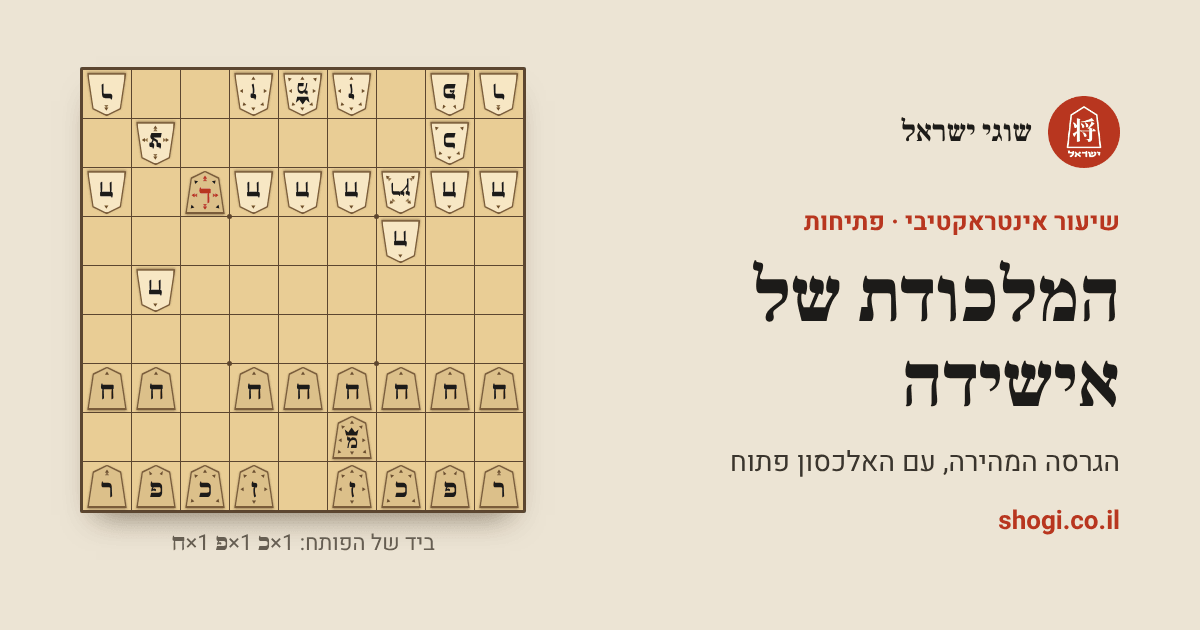 ישראל
שוגי ישראל
שיעור אינטראקטיבי · פתיחות
המלכודת של
אישידה
הגרסה המהירה, עם האלכסון פתוח
shogi.co.il
ר פ ז מ ז ר
ח ח ח ח ח ד ח
ח
ח
ח ח ח ח ח ח ח ח
מ
ר פ כ ז ז כ פ ר
ביד של הפותח: 1×כ 1×פ 1×ח